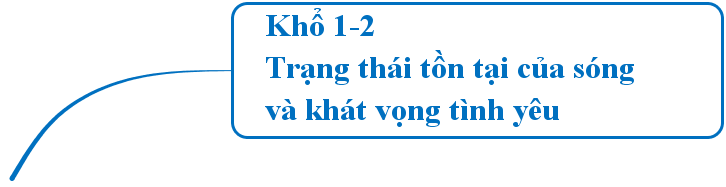 Khổ 1-2
Trạng thái tồn tại của sóng
và khát vọng tình yêu